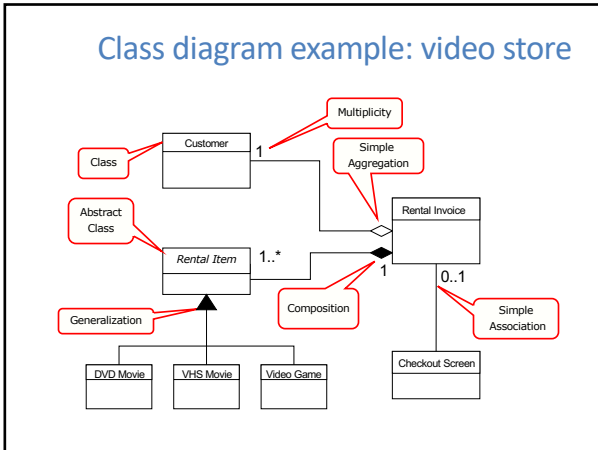 Class diagram example: video store
Multiplicity
Customer
1
Simple
Aggregation
Class
Rental Invoice
Abstract
Class
Rental Item
1..*
1
0..1
Generalization
Composition
Simple
Association
DVD Movie
VHS Movie
Video Game
Checkout Screen